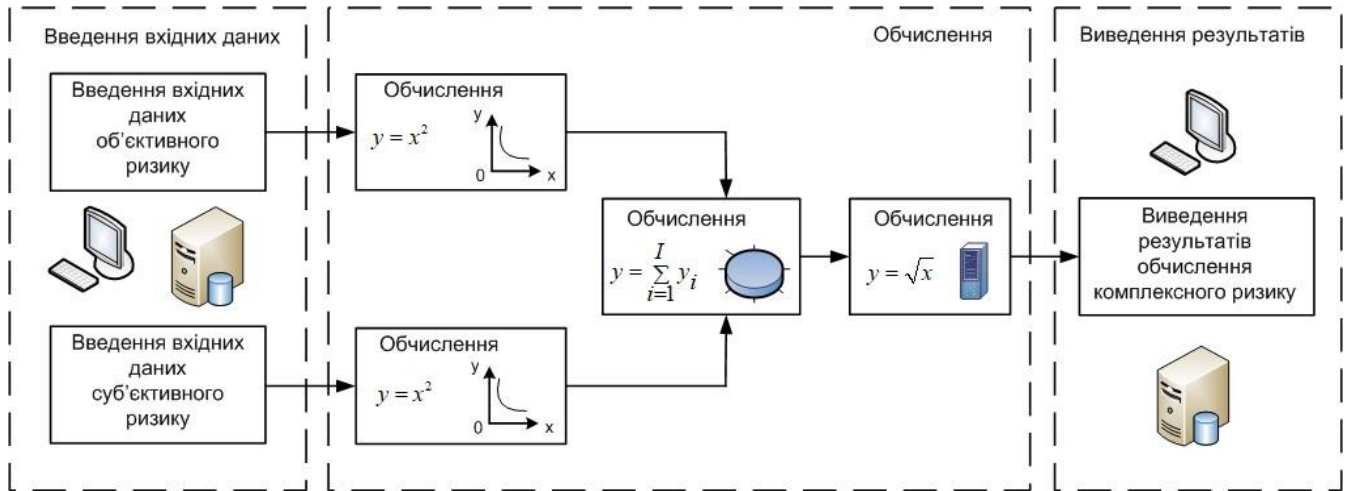 Введення вхідних даних
Введення вхідних
даних
об’єктивного
ризику
Введення вхідних
даних
суб’єктивного
ризику
Обчислення
Обчислення
y = x²
y
0
x
Обчислення
y = x²
y
0
x
Обчислення
I
y = ∑ yᵢ
i=1
Обчислення
y = √x
Виведення результатів
Виведення
результатів
обчислення
комплексного ризику